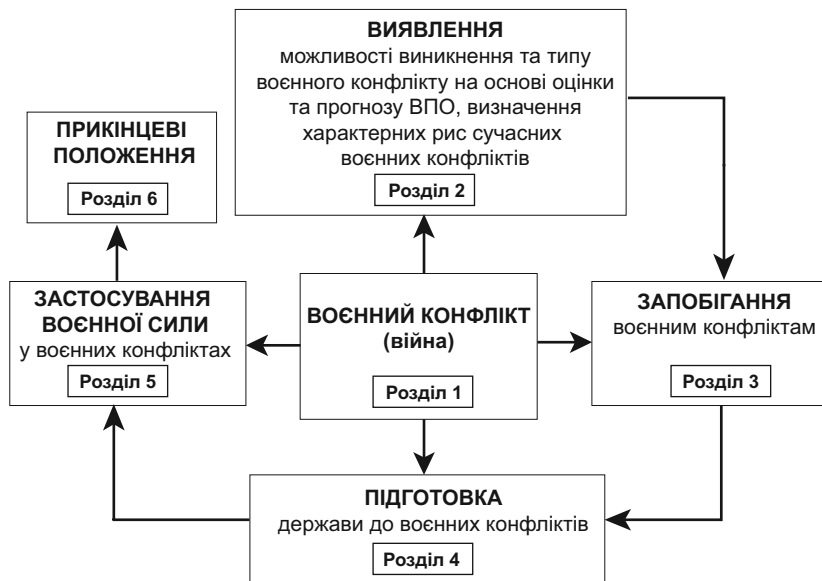 ВИЯВЛЕННЯ
можливості виникнення та типу
воєнного конфлікту на основі оцінки
та прогнозу ВПО, визначення
характерних рис сучасних
воєнних конфліктів
Розділ 2
ПРИКІНЦЕВІ
ПОЛОЖЕННЯ
Розділ 6
ЗАСТОСУВАННЯ
ВОЄННОЇ СИЛИ
у воєнних конфліктах
Розділ 5
ВОЄННИЙ КОНФЛІКТ
(війна)
Розділ 1
ЗАПОБІГАННЯ
воєнним конфліктам
Розділ 3
ПІДГОТОВКА
держави до воєнних конфліктів
Розділ 4